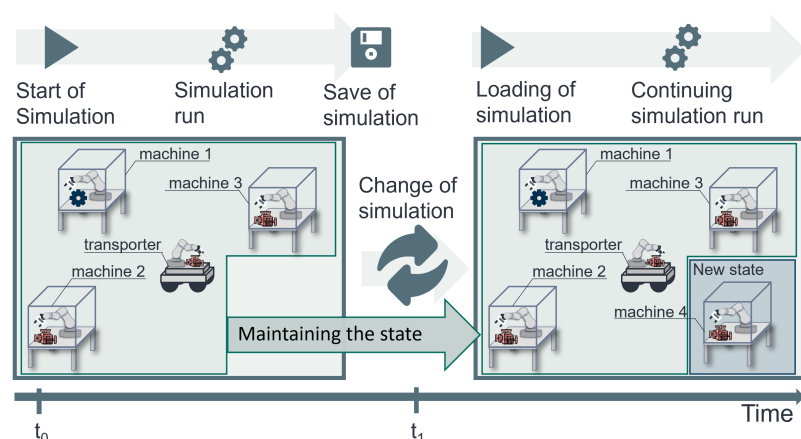 Start of
Simulation
Simulation
run
Save of
simulation
Loading of
simulation
Continuing
simulation run
machine 1
machine 3
transporter
machine 2
Change of
simulation
Maintaining the state
machine 1
machine 3
transporter
machine 2
New state
machine 4
Time
t0
t1